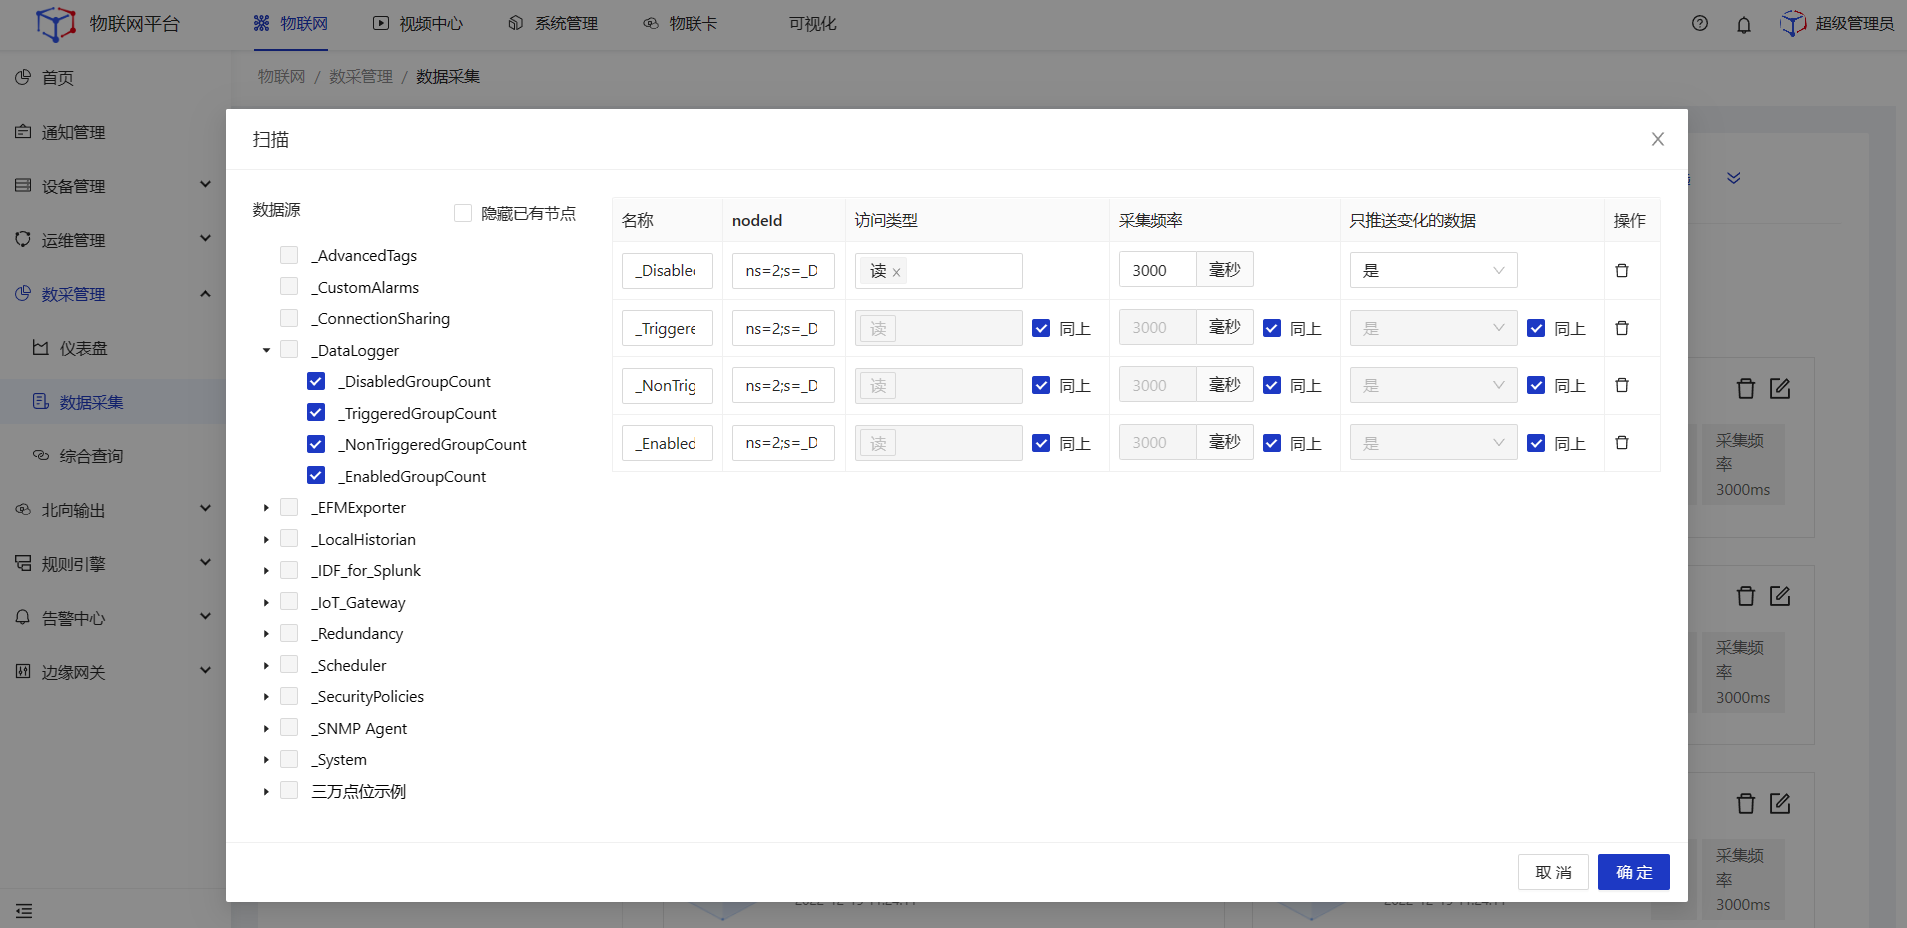 物联网平台
物联网
视频中心
系统管理
物联卡
可视化
超级管理员
首页
通知管理
设备管理
运维管理
数采管理
仪表盘
数据采集
综合查询
北向输出
规则引擎
告警中心
边缘网关
物联网 / 数采管理 / 数据采集
扫描
数据源
隐藏已有节点
_AdvancedTags
_CustomAlarms
_ConnectionSharing
_DataLogger
_DisabledGroupCount
_TriggeredGroupCount
_NonTriggeredGroupCount
_EnabledGroupCount
_EFMExporter
_LocalHistorian
_IDF_for_Splunk
_IoT_Gateway
_Redundancy
_Scheduler
_SecurityPolicies
_SNMP Agent
_System
三万点位示例
名称 nodeId 访问类型 采集频率 只推送变化的数据 操作
_Disable ns=2;s=_D 读 x 3000 毫秒 是
_Triggere ns=2;s=_D 读 同上 3000 毫秒 同上 是 同上
_NonTrig ns=2;s=_D 读 同上 3000 毫秒 同上 是 同上
_Enabled ns=2;s=_D 读 同上 3000 毫秒 同上 是 同上
取 消
确 定
采集频
率
3000ms
采集频
率
3000ms
采集频
率
3000ms